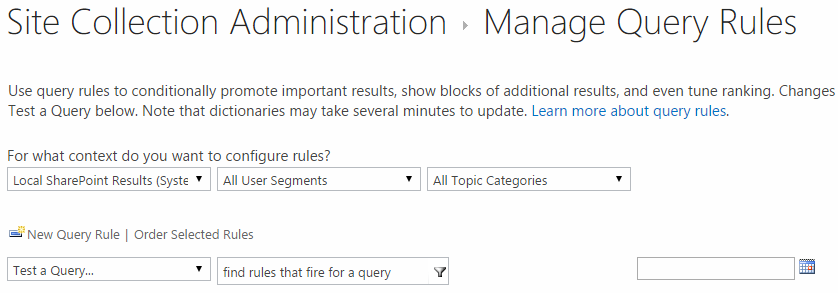 Site Collection Administration ▸ Manage Query Rules
Use query rules to conditionally promote important results, show blocks of additional results, and even tune ranking. Changes
Test a Query below. Note that dictionaries may take several minutes to update. Learn more about query rules.
For what context do you want to configure rules?
Local SharePoint Results (Syste All User Segments All Topic Categories
New Query Rule | Order Selected Rules
Test a Query... find rules that fire for a query